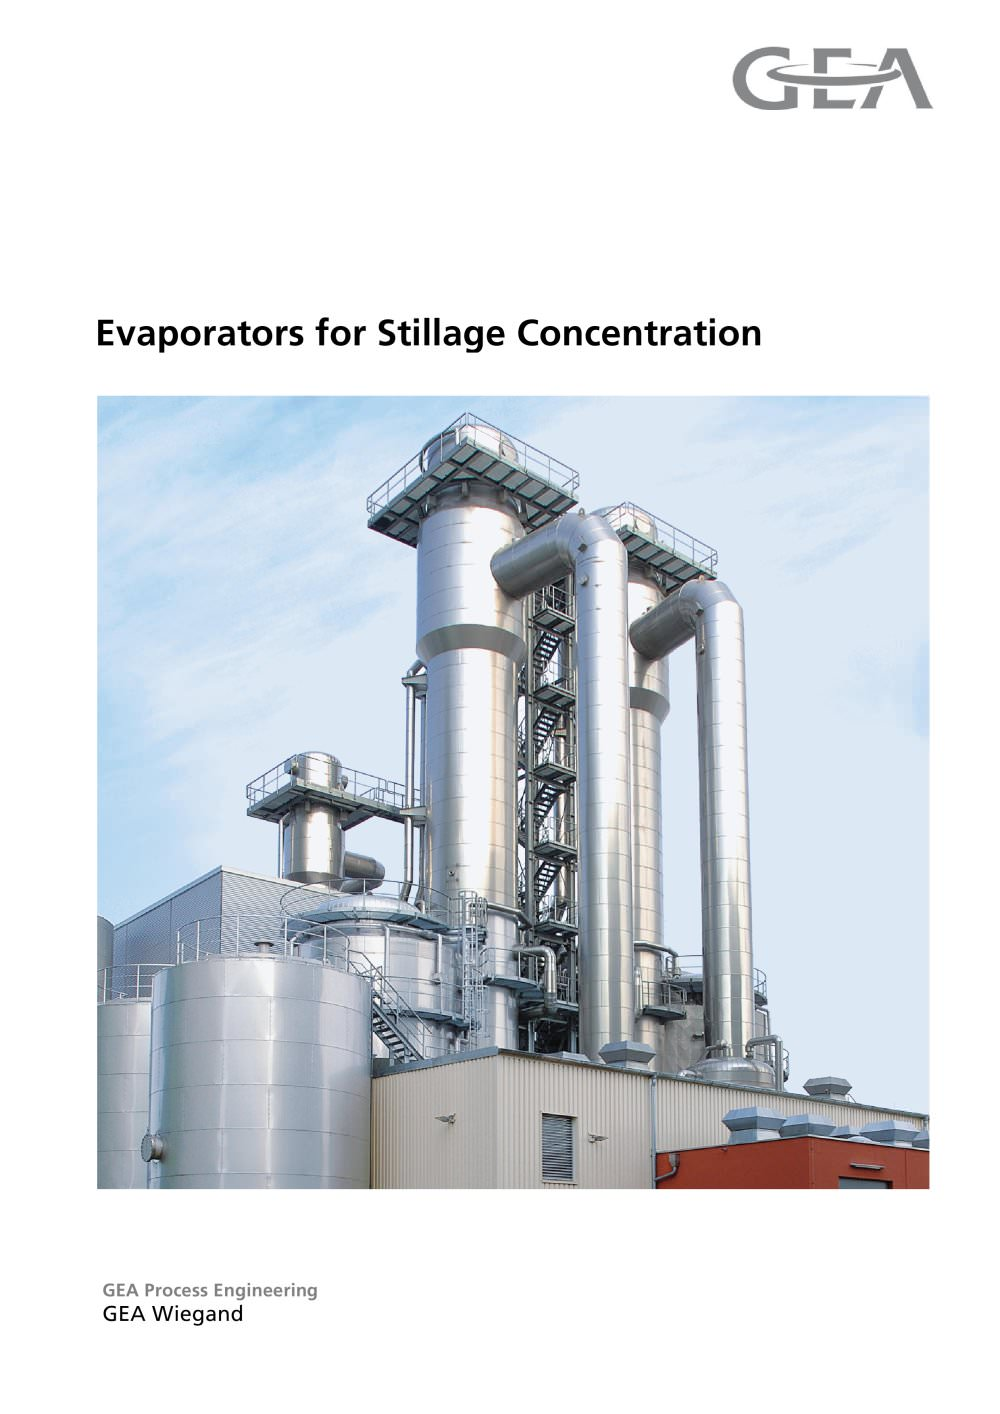 GEA
Evaporators for Stillage Concentration
GEA Process Engineering
GEA Wiegand